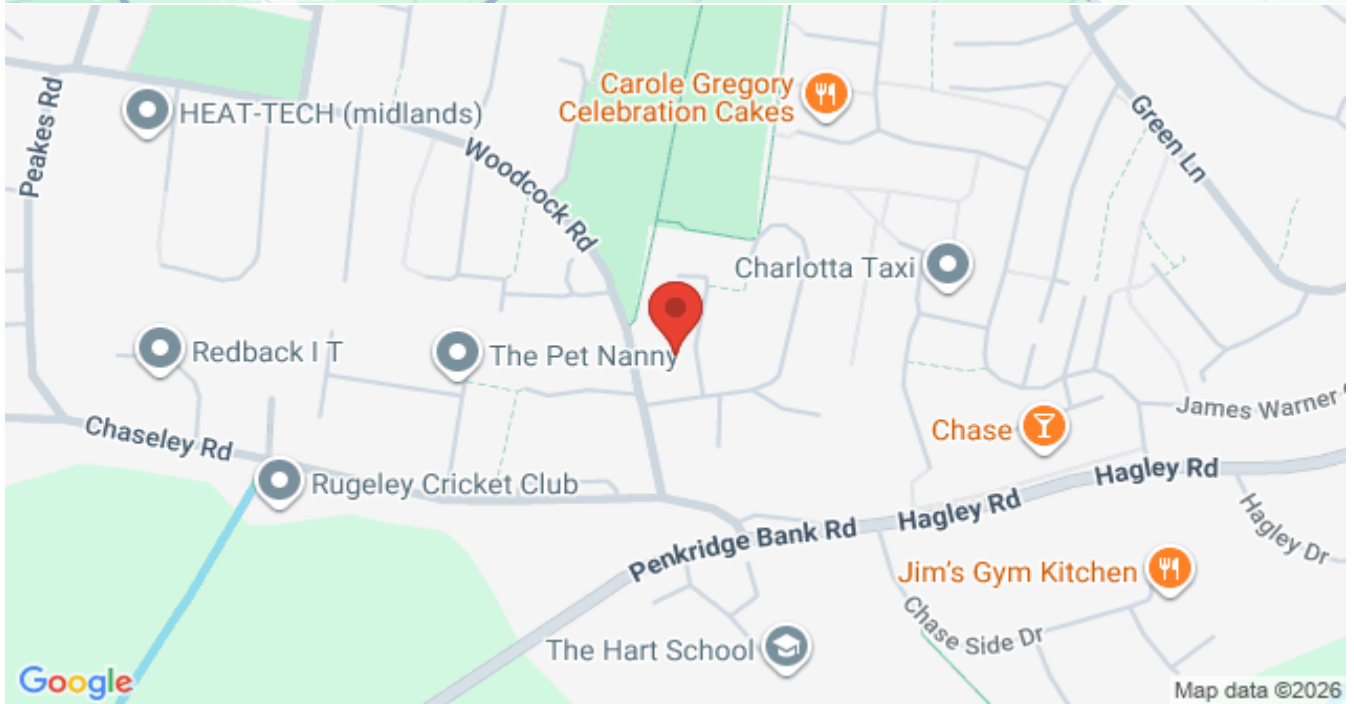 Carole Gregory
Celebration Cakes
Peakes Rd
HEAT-TECH (midlands)
Green Ln
Woodcock Rd
Charlotta Taxi
Redback I T
The Pet Nanny
James Warner
Chaseley Rd
Chase
Rugeley Cricket Club
Hagley Rd
Hagley Rd
Penkridge Bank Rd
Hagley Dr
Jim's Gym Kitchen
Chase Side Dr
The Hart School
Google
Map data ©2026